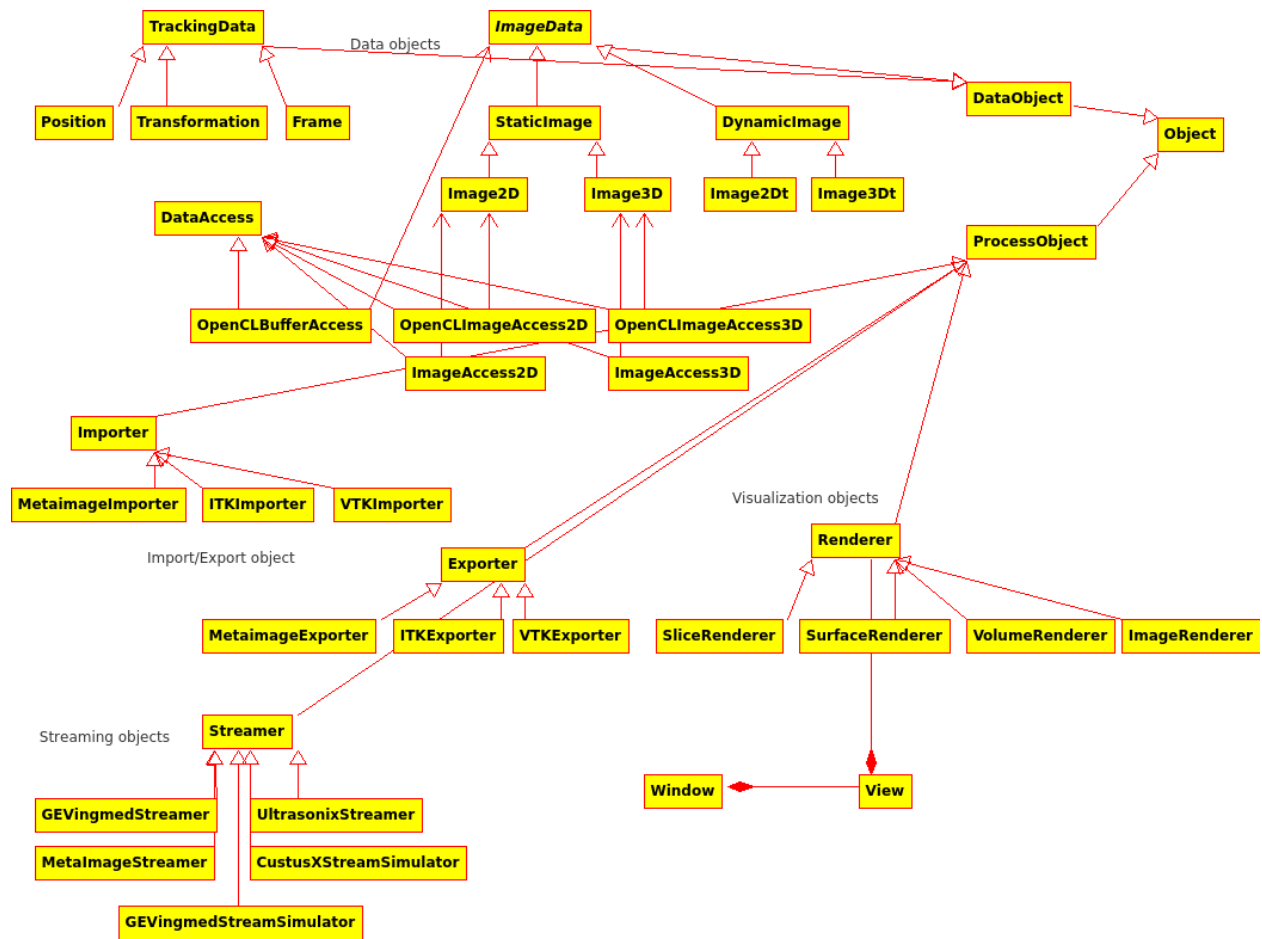 TrackingData
ImageData
Data objects
DataObject
Position
Transformation
Frame
StaticImage
DynamicImage
Object
Image2D
Image3D
Image2Dt
Image3Dt
DataAccess
ProcessObject
OpenCLBufferAccess
OpenCLImageAccess2D
OpenCLImageAccess3D
ImageAccess2D
ImageAccess3D
Importer
MetaimageImporter
ITKImporter
VTKImporter
Visualization objects
Renderer
Import/Export object
Exporter
MetaimageExporter
ITKExporter
VTKExporter
SliceRenderer
SurfaceRenderer
VolumeRenderer
ImageRenderer
Streamer
Streaming objects
Window
View
GEVingmedStreamer
UltrasonixStreamer
MetaImageStreamer
CustusXStreamSimulator
GEVingmedStreamSimulator